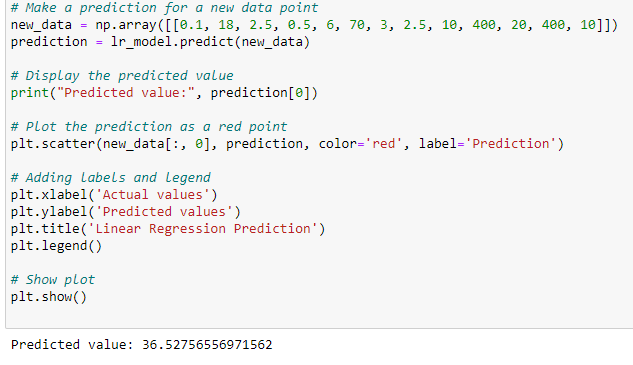 # Make a prediction for a new data point
new_data = np.array([[0.1, 18, 2.5, 0.5, 6, 70, 3, 2.5, 10, 400, 20, 400, 10]])
prediction = lr_model.predict(new_data)
# Display the predicted value
print("Predicted value:", prediction[0])
# Plot the prediction as a red point
plt.scatter(new_data[:, 0], prediction, color='red', label='Prediction')
# Adding labels and legend
plt.xlabel('Actual values')
plt.ylabel('Predicted values')
plt.title('Linear Regression Prediction')
plt.legend()
# Show plot
plt.show()
Predicted value: 36.52756556971562